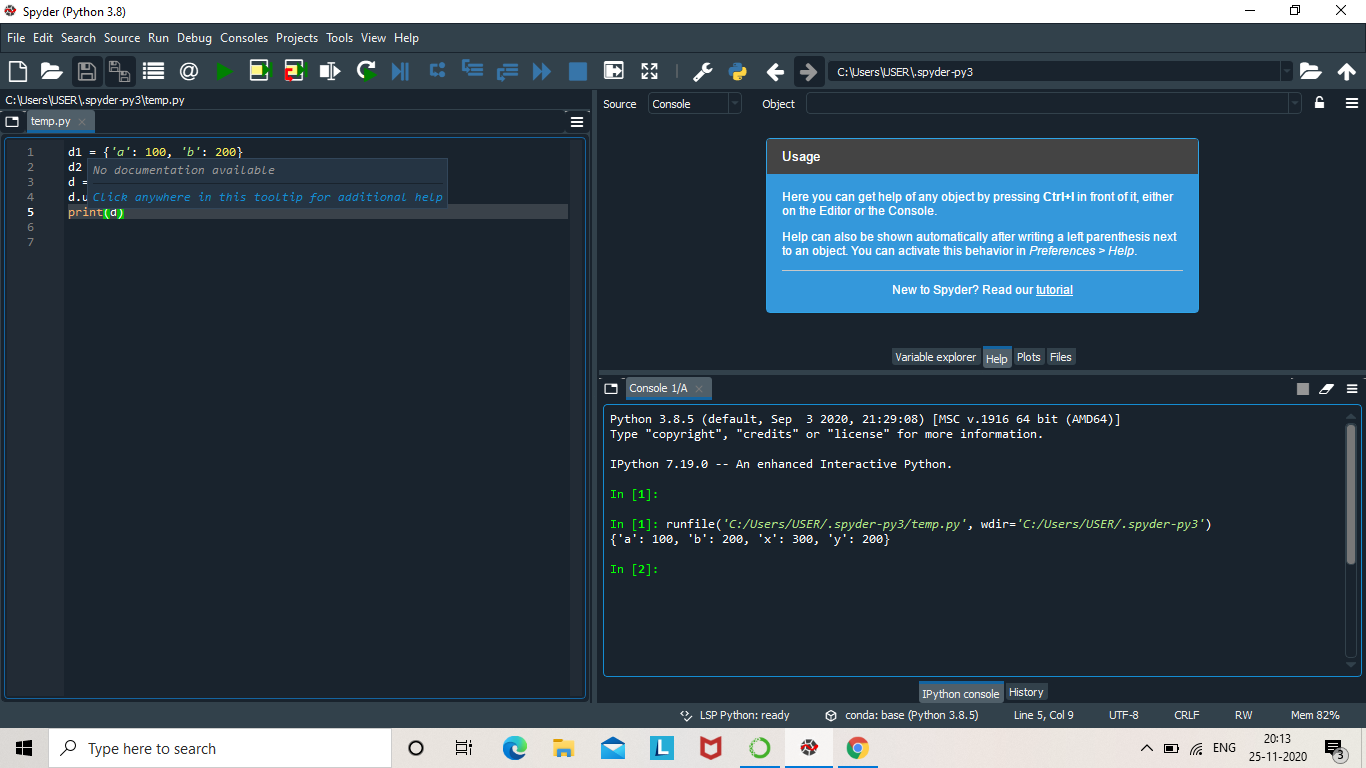 Spyder (Python 3.8)
File Edit Search Source Run Debug Consoles Projects Tools View Help
C:\Users\USER\.spyder-py3
C:\Users\USER\.spyder-py3\temp.py
temp.py
1 d1 = {'a': 100, 'b': 200}
2 d2
3 d =
4 d.u
5 print(d)
6
7
No documentation available
Click anywhere in this tooltip for additional help
Source Console Object
Usage
Here you can get help of any object by pressing Ctrl+I in front of it, either
on the Editor or the Console.
Help can also be shown automatically after writing a left parenthesis next
to an object. You can activate this behavior in Preferences > Help.
New to Spyder? Read our tutorial
Variable explorer Help Plots Files
Console 1/A
Python 3.8.5 (default, Sep  3 2020, 21:29:08) [MSC v.1916 64 bit (AMD64)]
Type "copyright", "credits" or "license" for more information.
IPython 7.19.0 -- An enhanced Interactive Python.
In [1]:
In [1]: runfile('C:/Users/USER/.spyder-py3/temp.py', wdir='C:/Users/USER/.spyder-py3')
{'a': 100, 'b': 200, 'x': 300, 'y': 200}
In [2]:
IPython console History
LSP Python: ready conda: base (Python 3.8.5) Line 5, Col 9 UTF-8 CRLF RW Mem 82%
Type here to search
L
ENG
20:13
25-11-2020
3